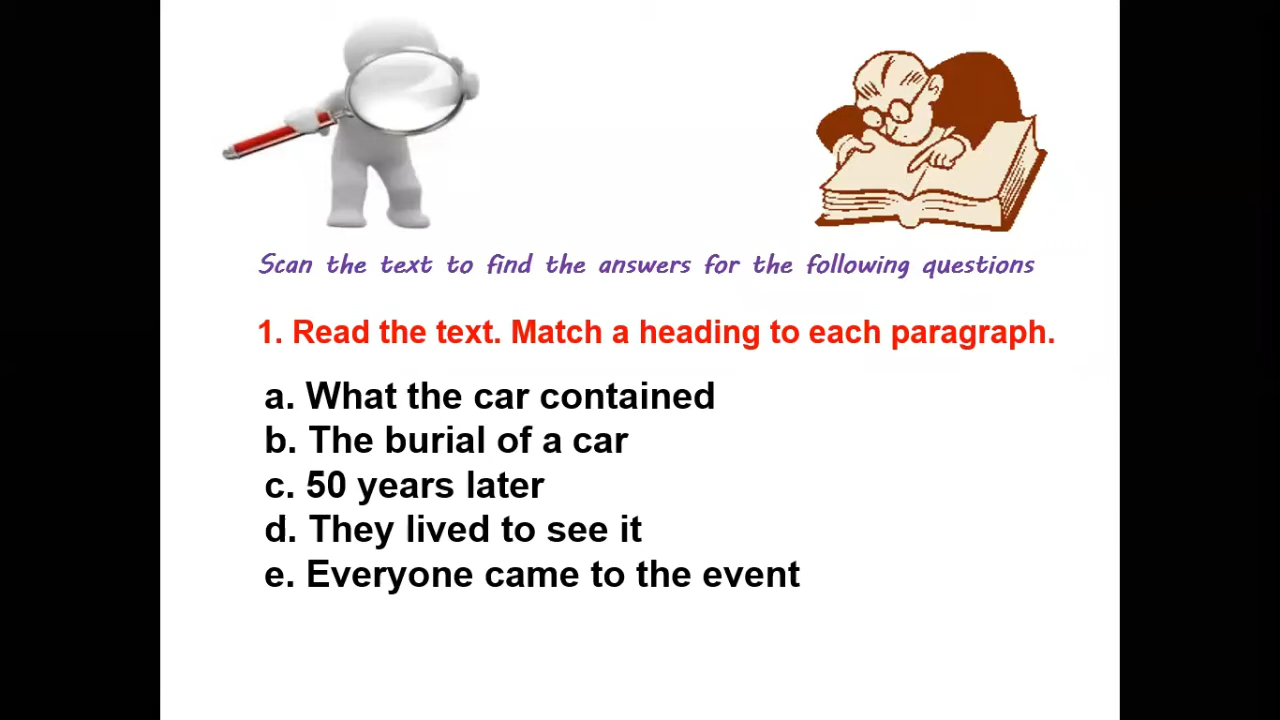 Scan the text to find the answers for the following questions
1. Read the text. Match a heading to each paragraph.
a. What the car contained
b. The burial of a car
c. 50 years later
d. They lived to see it
e. Everyone came to the event